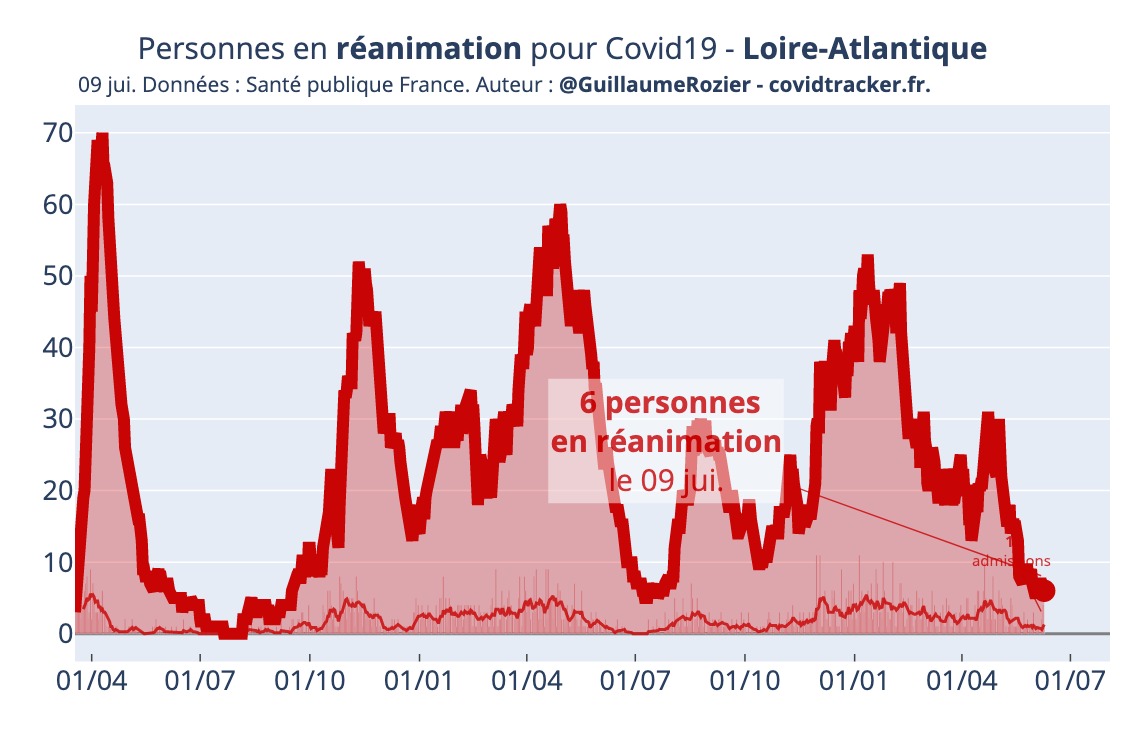 Personnes en réanimation pour Covid19 - Loire-Atlantique
09 jui. Données : Santé publique France. Auteur : @GuillaumeRozier - covidtracker.fr.
70
60
50
40
30
20
10
0
6 personnes
en réanimation
le 09 jui.
1
admissions
01/04 01/07 01/10 01/01 01/04 01/07 01/10 01/01 01/04 01/07